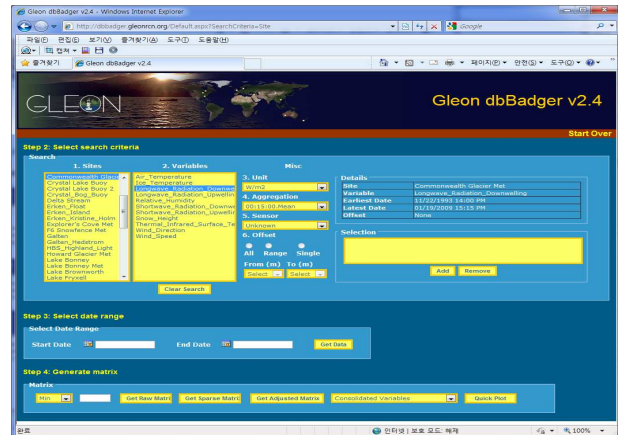 Gleon dbBadger v2.4 - Windows Internet Explorer
http://dbbadger.gleonrcn.org/Default.aspx?SearchCriteria=Site
Google
파일(F) 편집(E) 보기(V) 즐겨찾기(A) 도구(T) 도움말(H)
캡쳐
즐겨찾기 Gleon dbBadger v2.4
페이지(P) 안전(S) 도구(O)
GLEON
Gleon dbBadger v2.4
Start Over
Step 2: Select search criteria
Search
1. Sites
Commonwealth Glacie
Crystal Lake Buoy
Crystal Lake Buoy 2
Crystal_Bog_Buoy
Delta Stream
Erken_Float
Erken_Island
Erken_Kristine_Holm
Explorer's Cove Met
F6 Snowfence Met
Galten
Galten_Hedstrom
HBS_Highland_Light
Howard Glacier Met
Lake Bonney
Lake Bonney Met
Lake Brownworth
Lake Fryxell
2. Variables
Air_Temperature
Ice_Temperature
Longwave_Radiation_Downwe
Longwave_Radiation_Upwellin
Relative_Humidity
Shortwave_Radiation_Downwe
Shortwave_Radiation_Upwelli
Snow_Height
Thermal_Infrared_Surface_Te
Wind_Direction
Wind_Speed
Misc
3. Unit
W/m2
4. Aggregation
00:15:00.Mean
5. Sensor
Unknown
6. Offset
All Range Single
From (m) To (m)
Select Select
Clear Search
Details
Site Commonwealth Glacier Met
Variable Longwave_Radiation_Downwelling
Earliest Date 11/22/1993 14:00 PM
Latest Date 01/19/2009 15:15 PM
Offset None
Selection
Add Remove
Step 3: Select date range
Select Date Range
Start Date End Date Get Data
Step 4: Generate matrix
Matrix
Min Get Raw Matri Get Sparse Matri Get Adjusted Matrix Consolidated Variables Quick Plot
완료 인터넷 | 보호 모드: 해제 100%